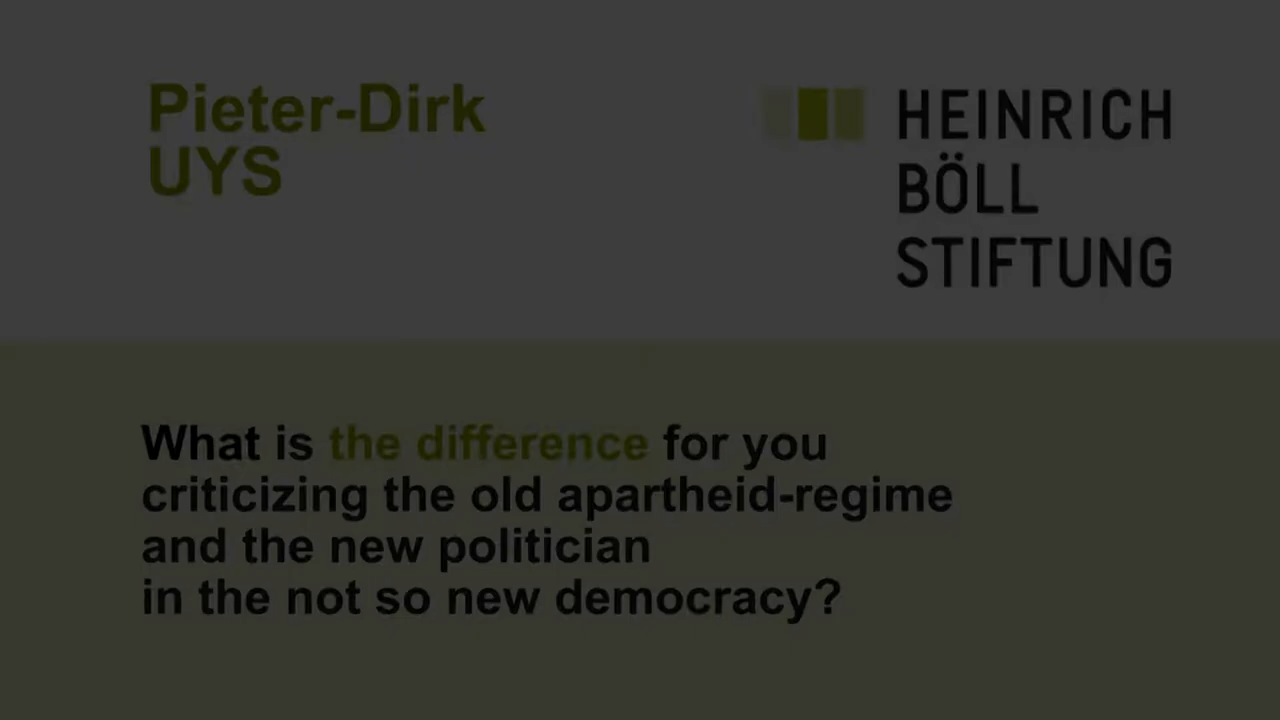 Pieter-Dirk
UYS
HEINRICH
BÖLL
STIFTUNG
What is the difference for you
criticizing the old apartheid-regime
and the new politician
in the not so new democracy?